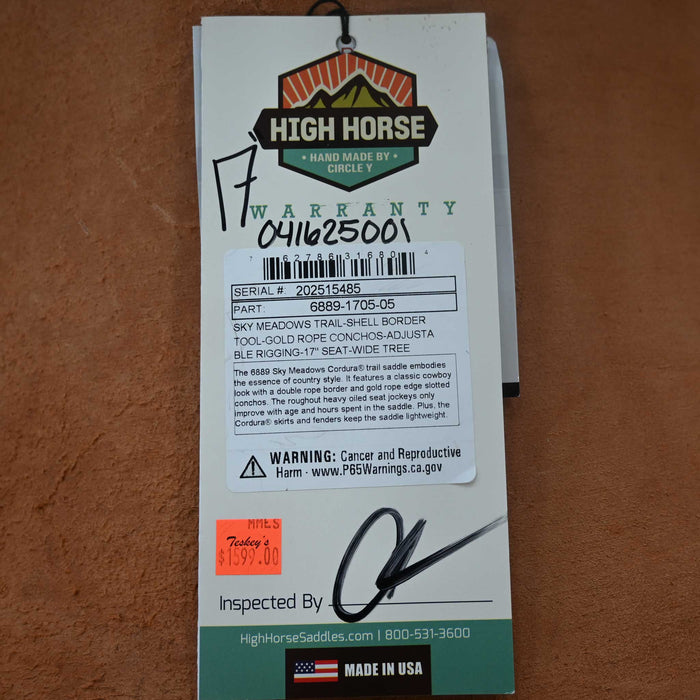 HIGH HORSE
• HAND MADE BY •
CIRCLE Y
17"
WARRANTY
041625001
7 62786 31680 4
SERIAL #: 202515485
PART: 6889-1705-05
SKY MEADOWS TRAIL-SHELL BORDER
TOOL-GOLD ROPE CONCHOS-ADJUSTA
BLE RIGGING-17" SEAT-WIDE TREE
The 6889 Sky Meadows Cordura® trail saddle embodies
the essence of country style. It features a classic cowboy
look with a double rope border and gold rope edge slotted
conchos. The roughout heavy oiled seat jockeys only
improve with age and hours spent in the saddle. Plus, the
Cordura® skirts and fenders keep the saddle lightweight.
WARNING: Cancer and Reproductive
Harm - www.P65Warnings.ca.gov
MMES
Teskey's
$1599.00
Inspected By
HighHorseSaddles.com | 800-531-3600
MADE IN USA